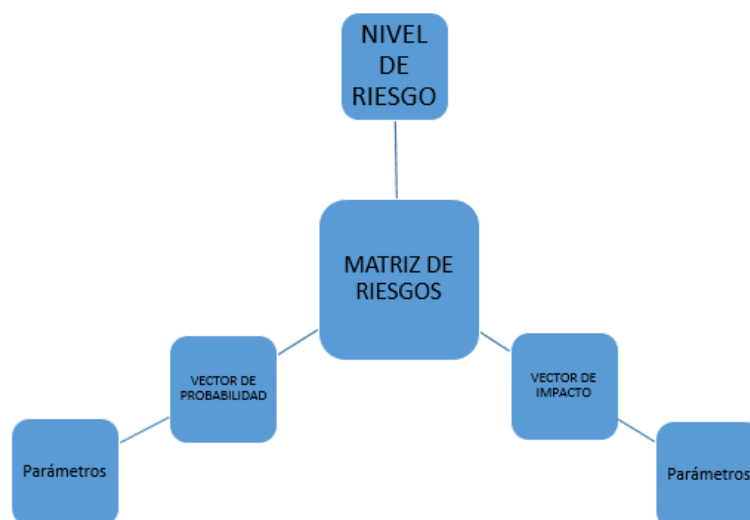 NIVEL
DE
RIESGO
MATRIZ DE
RIESGOS
VECTOR DE
PROBABILIDAD
VECTOR DE
IMPACTO
Parámetros
Parámetros